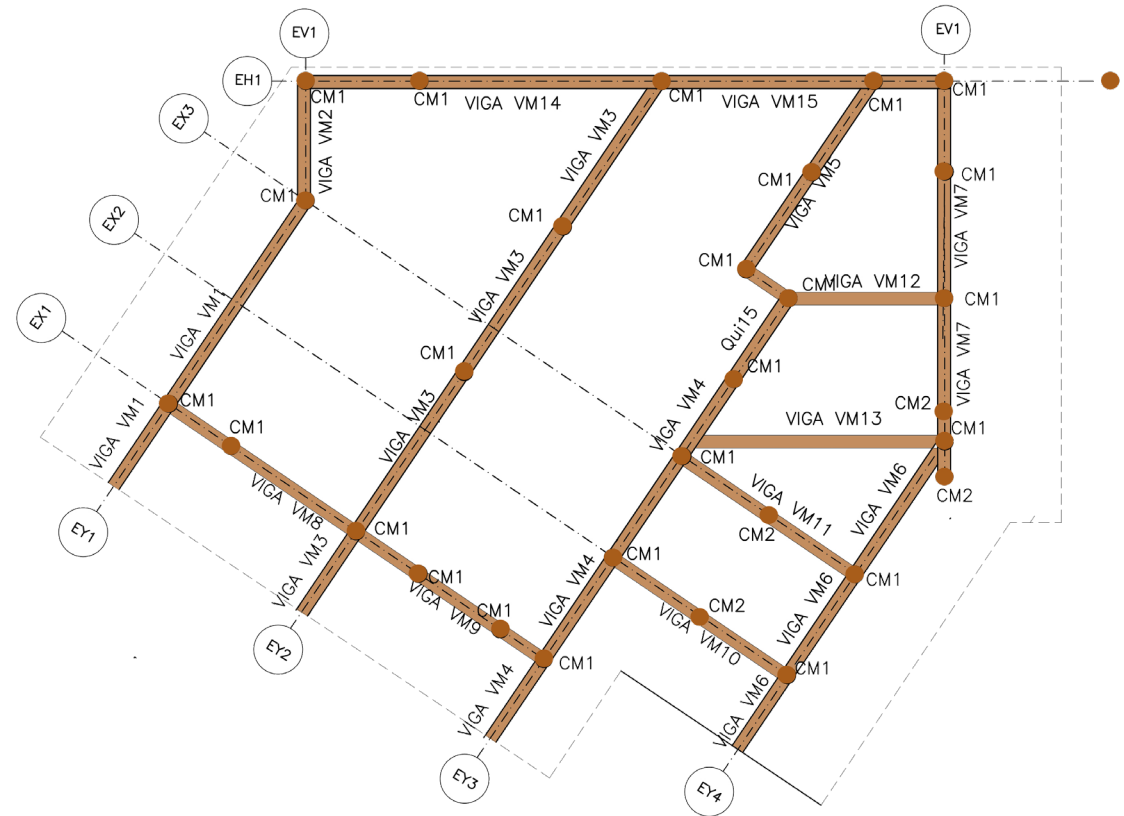 EV1
EV1
EH1
CM1
CM1
VIGA VM14
CM1
VIGA VM15
CM1
CM1
EX3
VIGA VM2
VIGA VM3
CM1
VIGA VM5
CM1
CM1
EX2
CM1
VIGA VM7
CM1
VIGA VM3
CM1
VIGA VM12
CM1
EX1
VIGA VM1
CM1
Qui15
CM1
VIGA VM7
CM1
VIGA VM1
CM1
VIGA VM3
VIGA VM4
VIGA VM13
CM2
CM1
CM1
VIGA VM8
VIGA VM11
CM2
VIGA VM6
CM2
EY1
CM1
VIGA VM3
CM1
VIGA VM9
CM1
VIGA VM4
CM1
CM2
VIGA VM10
VIGA VM6
CM1
EY2
CM1
VIGA VM4
VIGA VM6
CM1
EY3
EY4